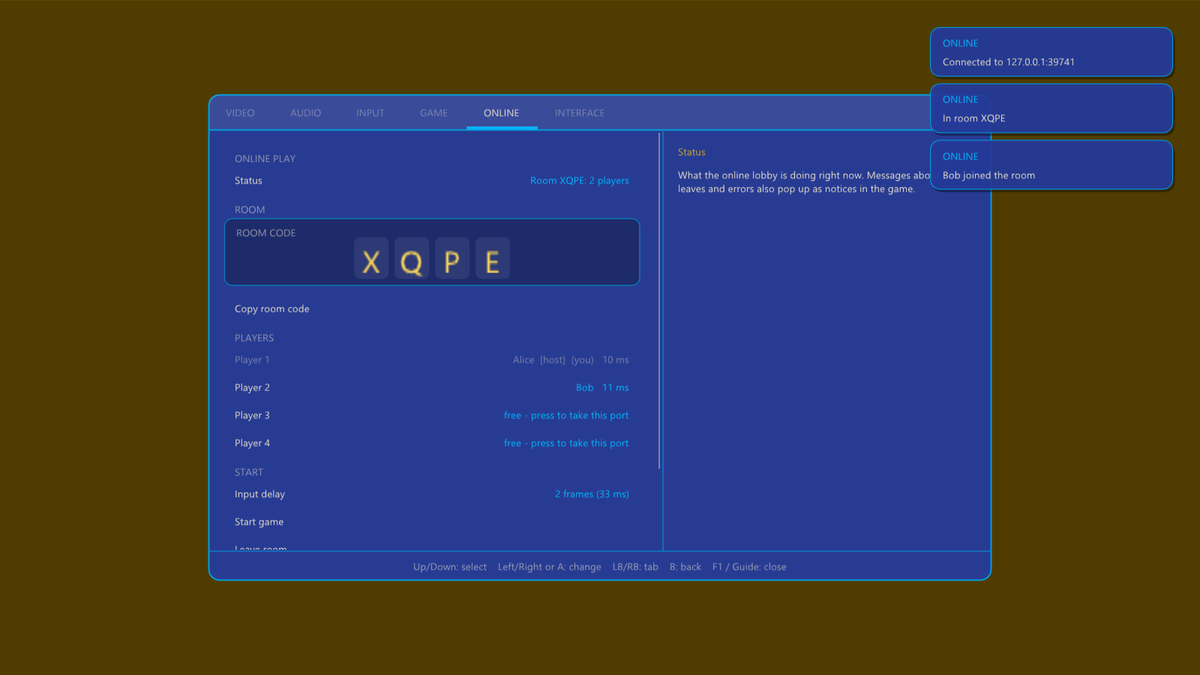 VIDEO AUDIO INPUT GAME ONLINE INTERFACE
ONLINE PLAY
Status Room XQPE: 2 players
ROOM
ROOM CODE
X Q P E
Copy room code
PLAYERS
Player 1 Alice [host] (you) 10 ms
Player 2 Bob 11 ms
Player 3 free - press to take this port
Player 4 free - press to take this port
START
Input delay 2 frames (33 ms)
Start game
Leave room
Status
What the online lobby is doing right now. Messages abo
leaves and errors also pop up as notices in the game.
ONLINE
Connected to 127.0.0.1:39741
ONLINE
In room XQPE
ONLINE
Bob joined the room
Up/Down: select Left/Right or A: change LB/RB: tab B: back F1 / Guide: close